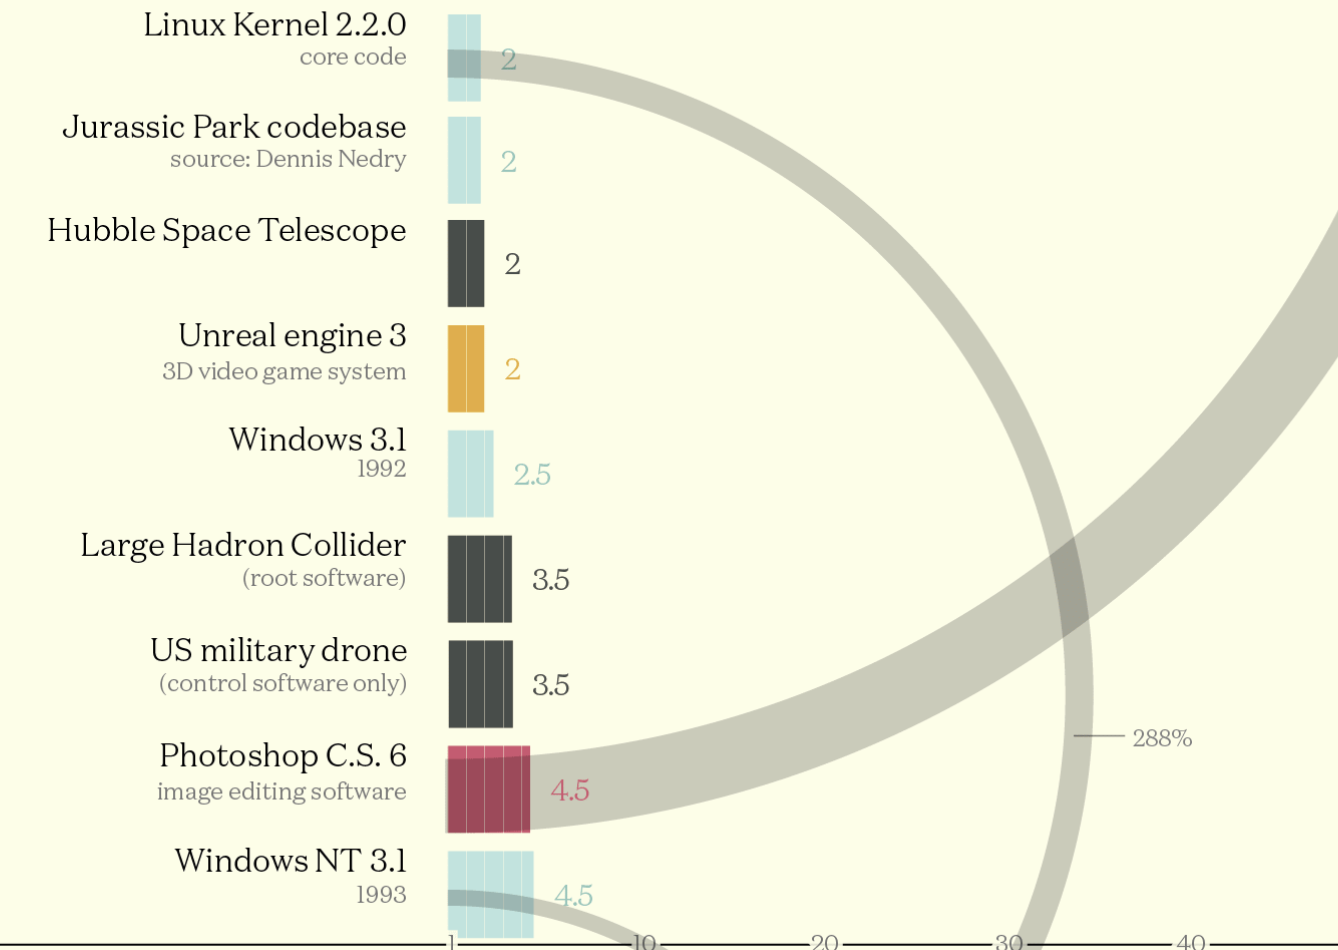 Linux Kernel 2.2.0
core code
2
Jurassic Park codebase
source: Dennis Nedry
2
Hubble Space Telescope
2
Unreal engine 3
3D video game system
2
Windows 3.1
1992
2.5
Large Hadron Collider
(root software)
3.5
US military drone
(control software only)
3.5
Photoshop C.S. 6
image editing software
4.5
288%
Windows NT 3.1
1993
4.5
1 10 20 30 40